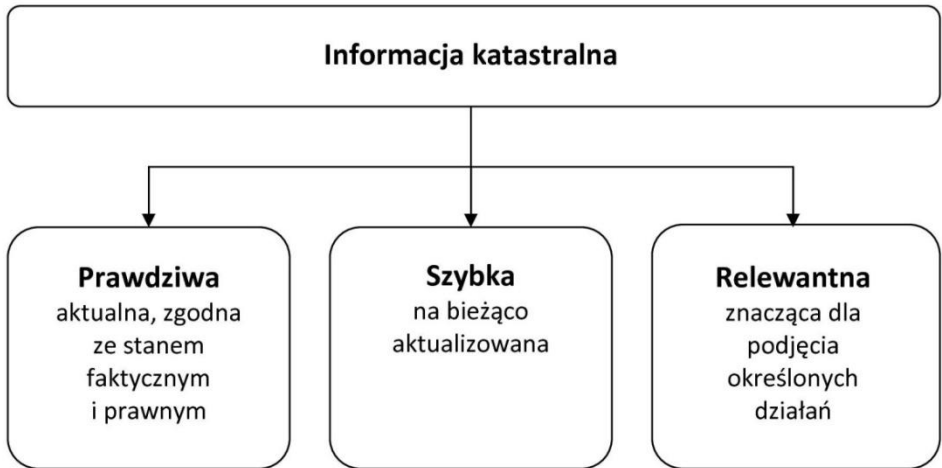 Informacja katastralna
Prawdziwa
aktualna, zgodna
ze stanem
faktycznym
i prawnym
Szybka
na bieżąco
aktualizowana
Relewantna
znacząca dla
podjęcia
określonych
działań